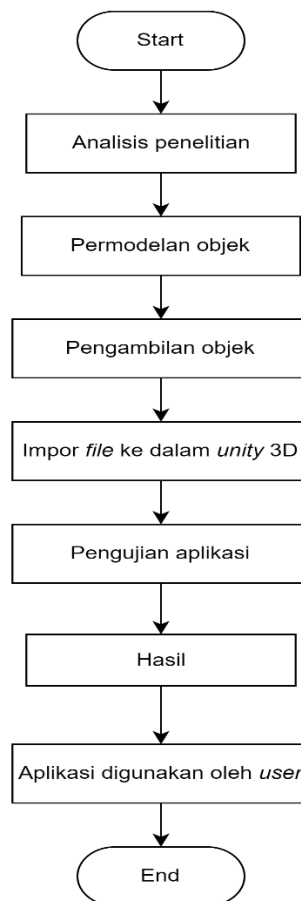 Start
Analisis penelitian
Permodelan objek
Pengambilan objek
Impor file ke dalam unity 3D
Pengujian aplikasi
Hasil
Aplikasi digunakan oleh user
End